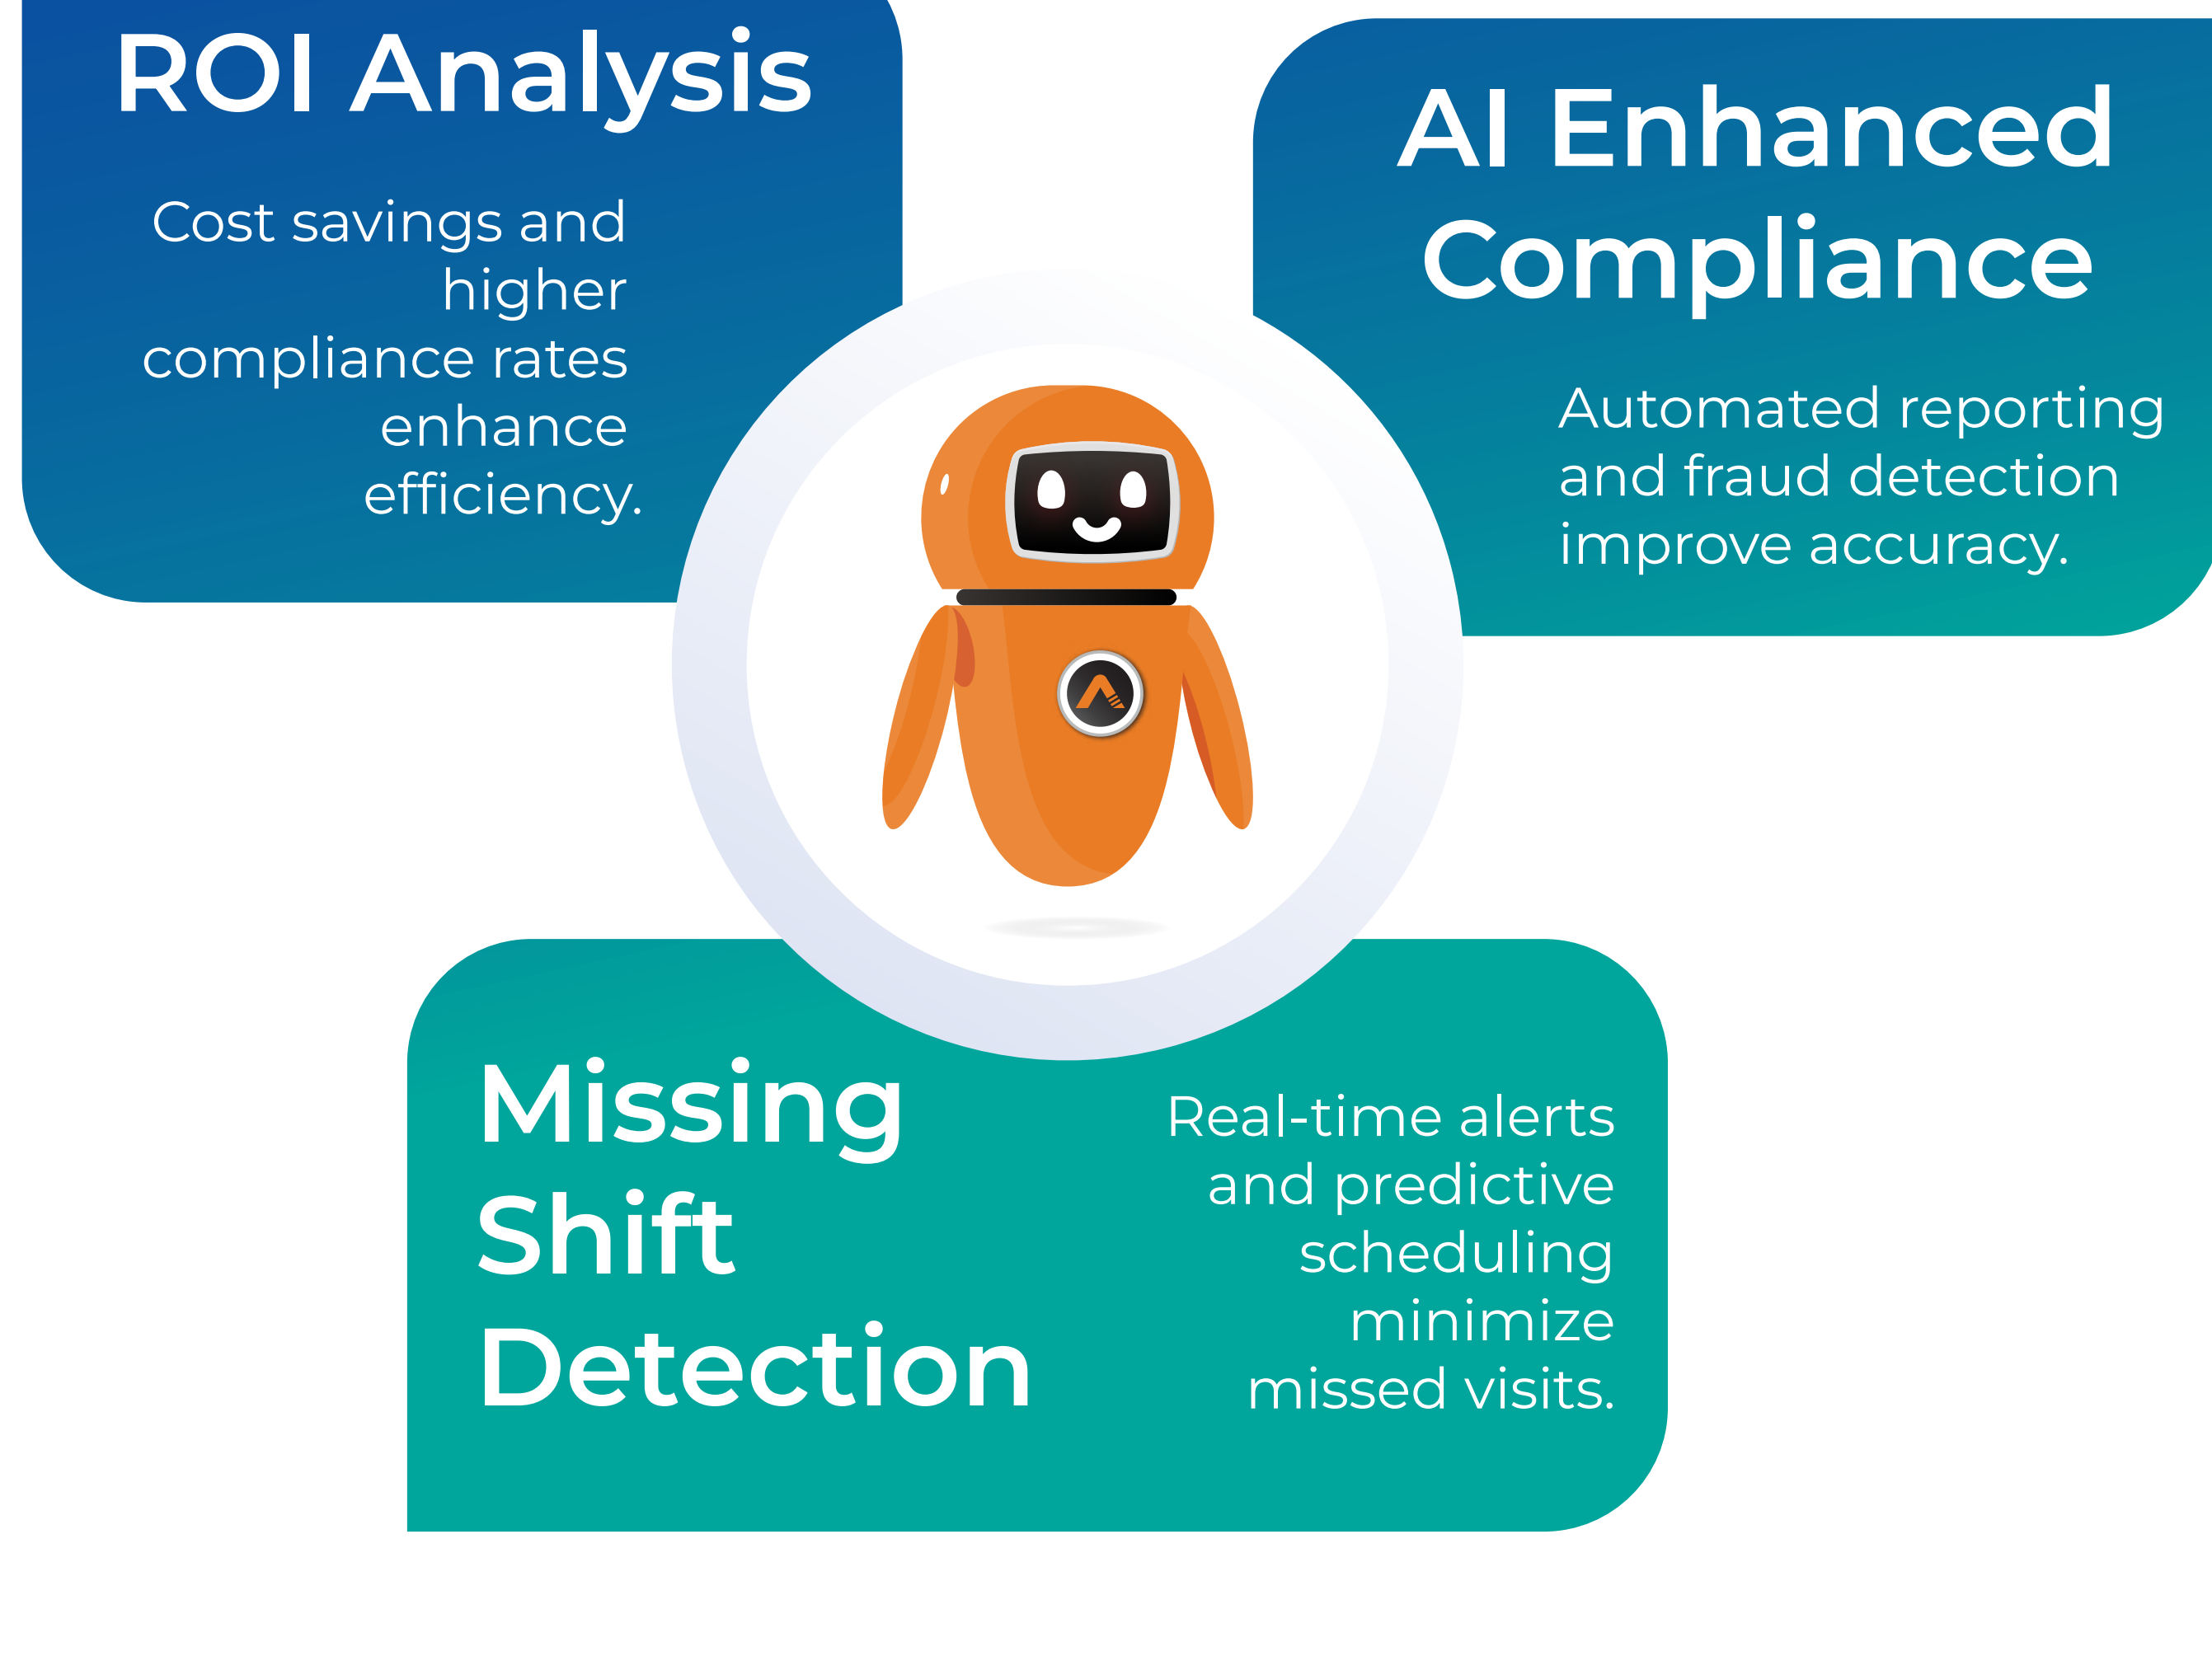 ROI Analysis
Cost savings and
higher
compliance rates
enhance
efficiency.
AI Enhanced
Compliance
Automated reporting
and fraud detection
improve accuracy.
Missing
Shift
Detection
Real-time alerts
and predictive
scheduling
minimize
missed visits.